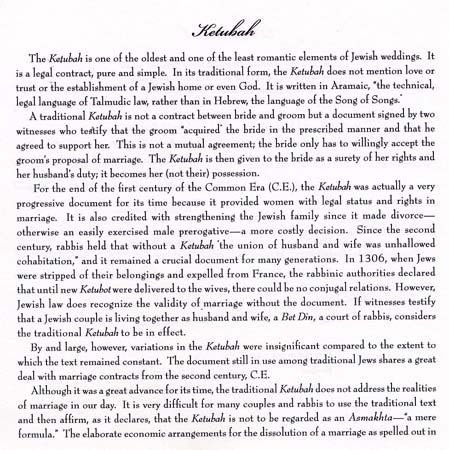 Ketubah
The Ketubah is one of the oldest and one of the least romantic elements of Jewish weddings. It
is a legal contract, pure and simple. In its traditional form, the Ketubah does not mention love or
trust or the establishment of a Jewish home or even God. It is written in Aramaic, "the technical,
legal language of Talmudic law, rather than in Hebrew, the language of the Song of Songs."
A traditional Ketubah is not a contract between bride and groom but a document signed by two
witnesses who testify that the groom "acquired" the bride in the prescribed manner and that he
agreed to support her. This is not a mutual agreement; the bride only has to willingly accept the
groom's proposal of marriage. The Ketubah is then given to the bride as a surety of her rights and
her husband's duty; it becomes her (not their) possession.
For the end of the first century of the Common Era (C.E.), the Ketubah was actually a very
progressive document for its time because it provided women with legal status and rights in
marriage. It is also credited with strengthening the Jewish family since it made divorce—
otherwise an easily exercised male prerogative—a more costly decision. Since the second
century, rabbis held that without a Ketubah "the union of husband and wife was unhallowed
cohabitation," and it remained a crucial document for many generations. In 1306, when Jews
were stripped of their belongings and expelled from France, the rabbinic authorities declared
that until new Ketubot were delivered to the wives, there could be no conjugal relations. However,
Jewish law does recognize the validity of marriage without the document. If witnesses testify
that a Jewish couple is living together as husband and wife, a Bet Din, a court of rabbis, considers
the traditional Ketubah to be in effect.
By and large, however, variations in the Ketubah were insignificant compared to the extent to
which the text remained constant. The document still in use among traditional Jews shares a great
deal with marriage contracts from the second century, C.E.
Although it was a great advance for its time, the traditional Ketubah does not address the realities
of marriage in our day. It is very difficult for many couples and rabbis to use the traditional text
and then affirm, as it declares, that the Ketubah is not to be regarded as an Asmakhta—"a mere
formula." The elaborate economic arrangements for the dissolution of a marriage as spelled out in